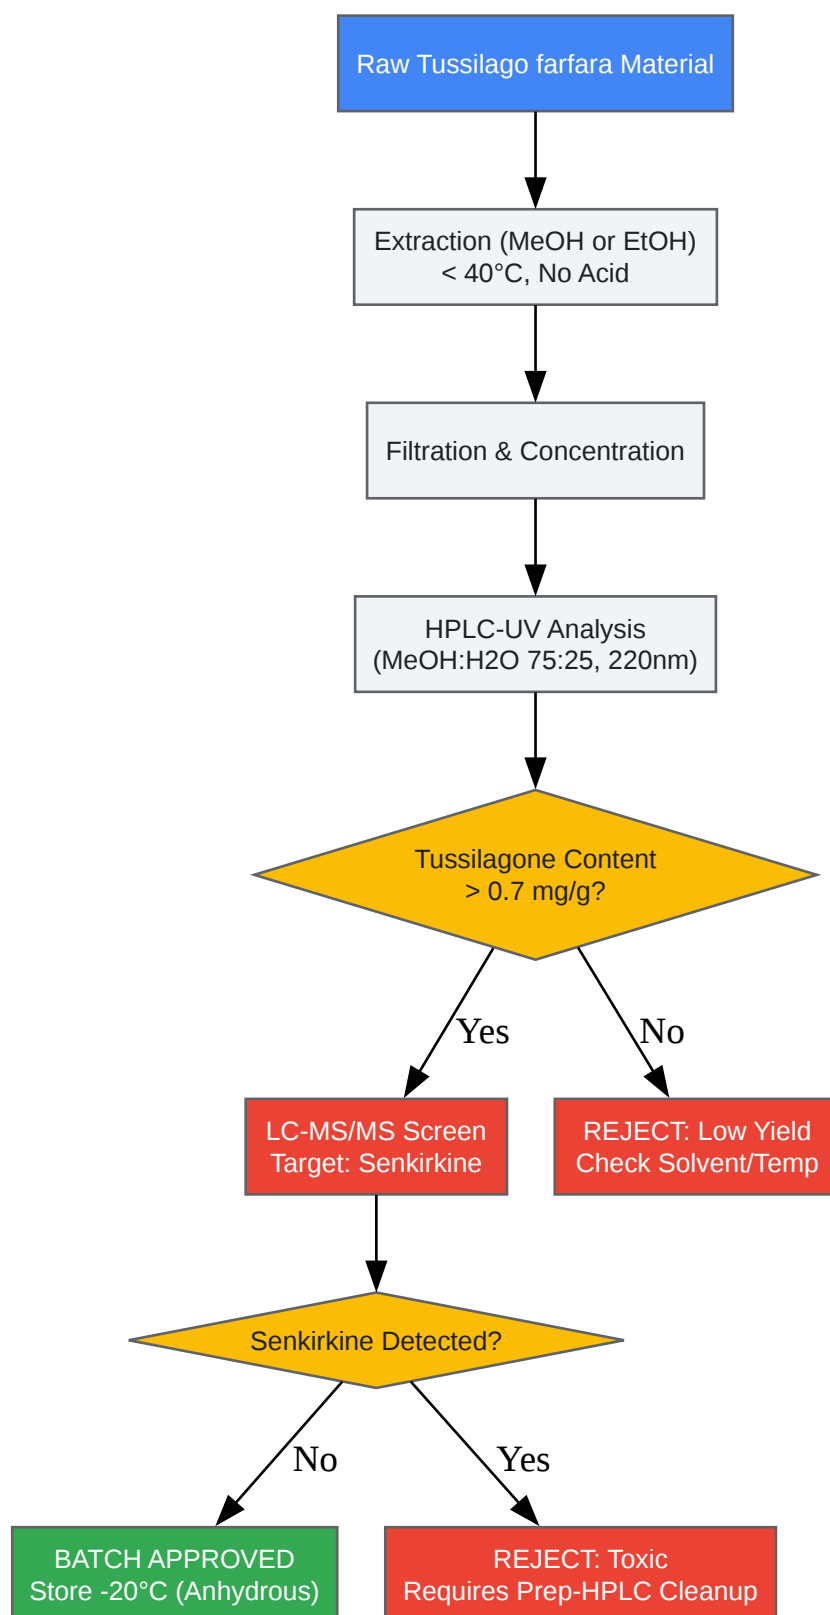 Raw Tussilago farfara Material
Extraction (MeOH or EtOH)
< 40°C, No Acid
Filtration & Concentration
HPLC-UV Analysis
(MeOH:H2O 75:25, 220nm)
Tussilagone Content
> 0.7 mg/g?
Yes
No
LC-MS/MS Screen
Target: Senkirkine
REJECT: Low Yield
Check Solvent/Temp
Senkirkine Detected?
No
Yes
BATCH APPROVED
Store -20°C (Anhydrous)
REJECT: Toxic
Requires Prep-HPLC Cleanup